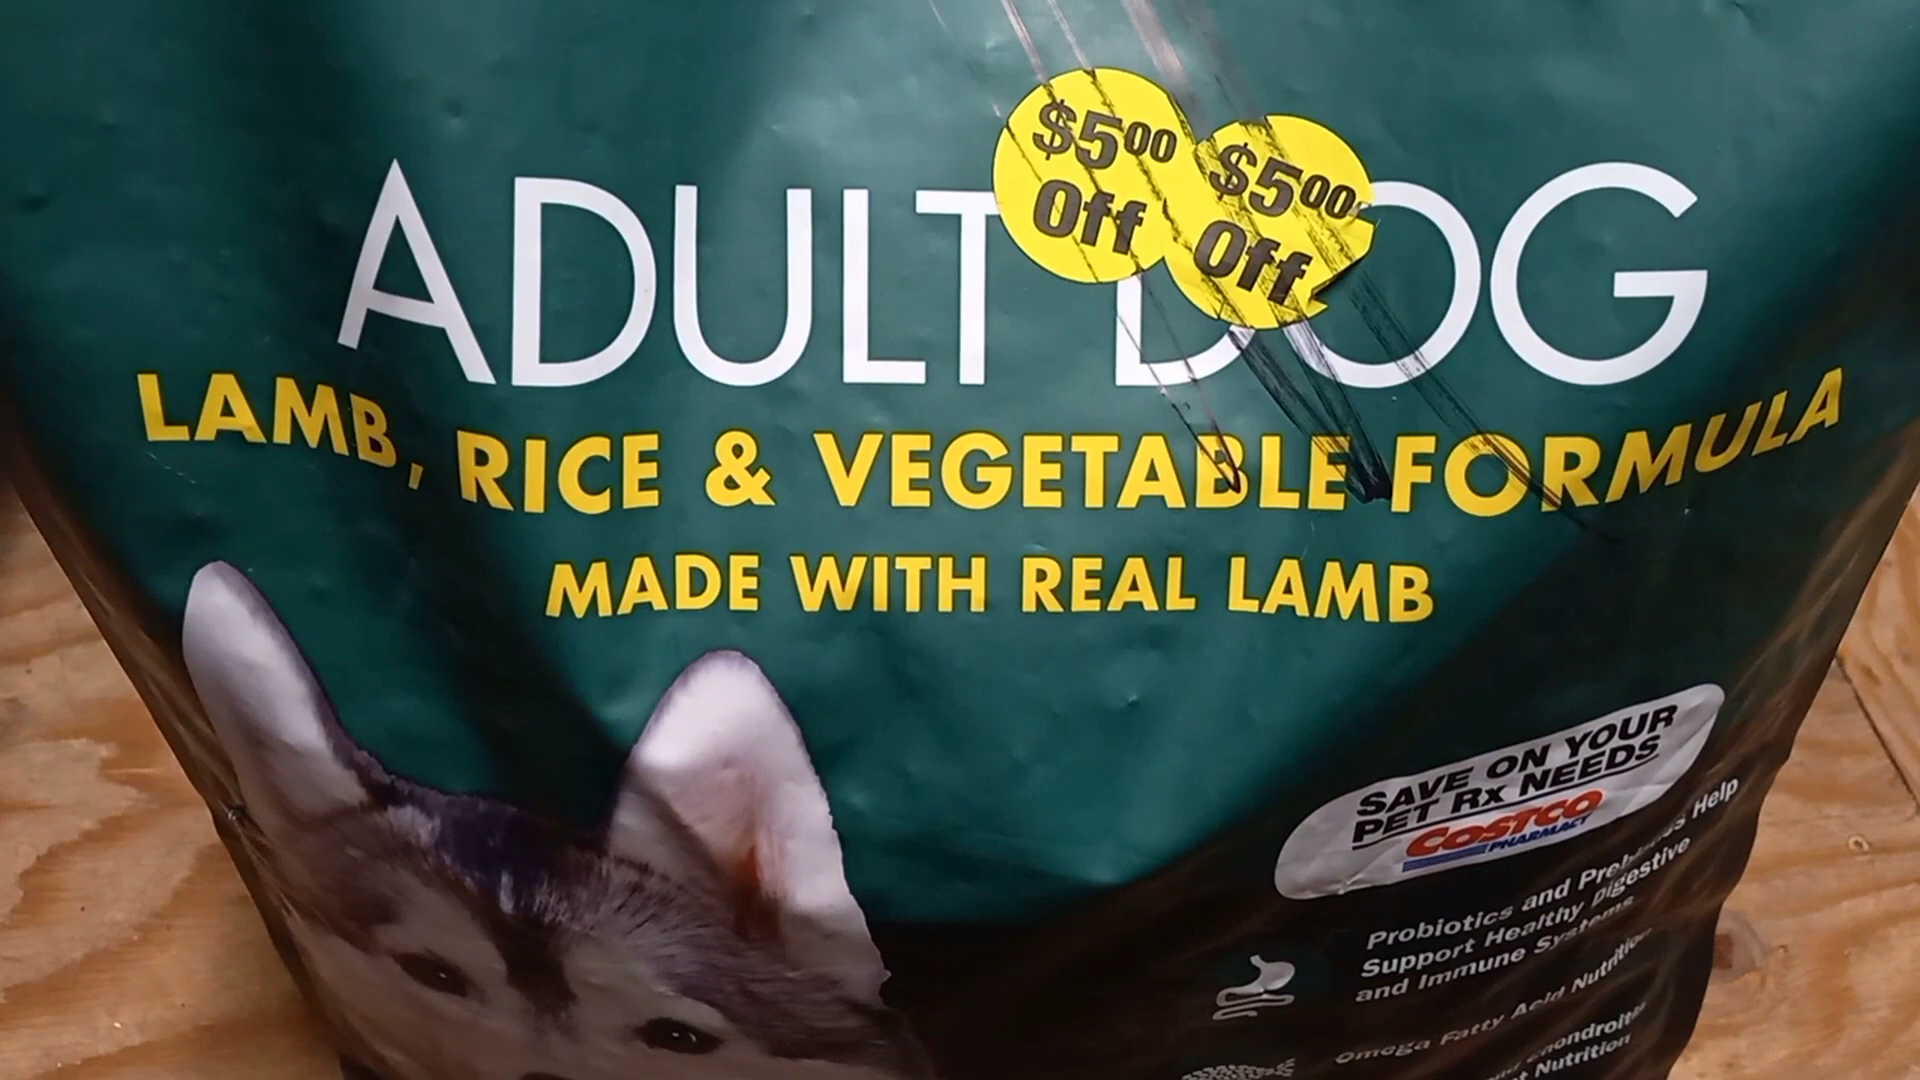 $5.00
Off
$5.00
Off
ADULT DOG
LAMB, RICE & VEGETABLE FORMULA
MADE WITH REAL LAMB
SAVE ON YOUR
PET Rx NEEDS
COSTCO
PHARMACY
Probiotics and Prebiotics Help
Support Healthy Digestive
and Immune Systems
Omega Fatty Acid Nutrition
Nutrition